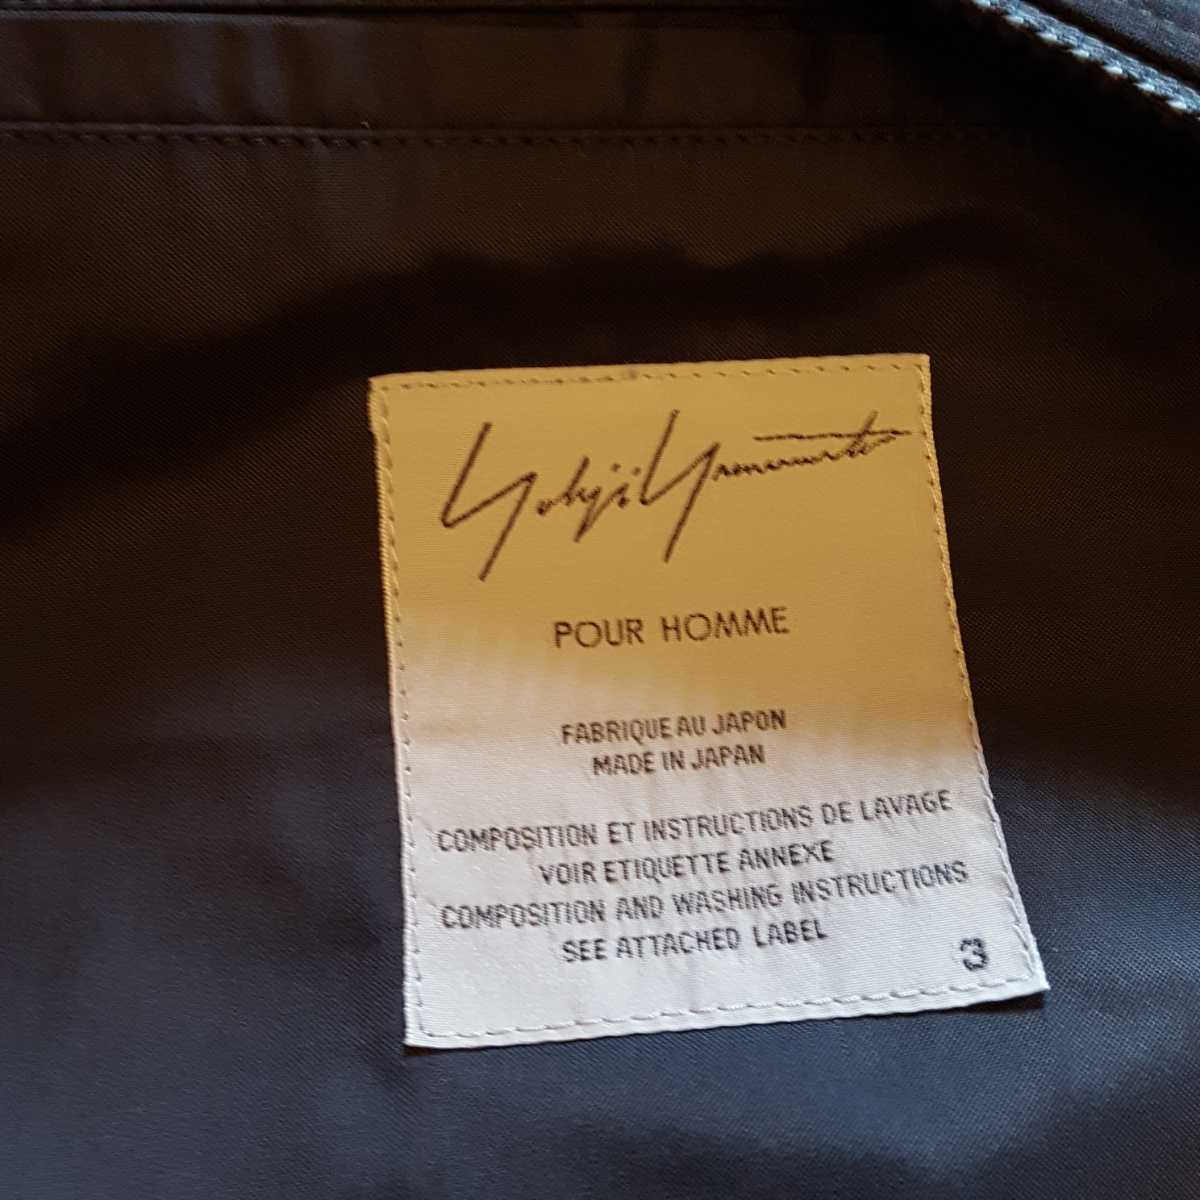 Yohji Yamamoto
POUR HOMME
FABRIQUE AU JAPON
MADE IN JAPAN
COMPOSITION ET INSTRUCTIONS DE LAVAGE
VOIR ETIQUETTE ANNEXE
COMPOSITION AND WASHING INSTRUCTIONS
SEE ATTACHED LABEL
3